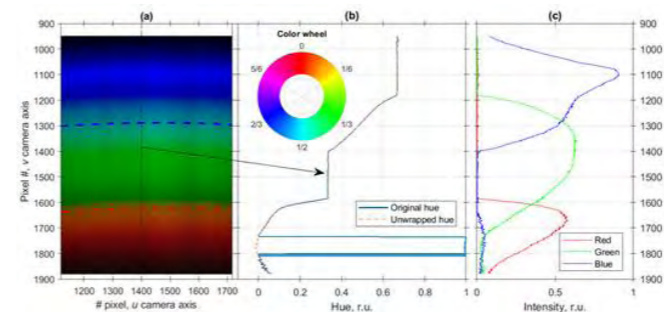 (a) (b) (c)
900 900
1000 1000
1100 1100
1200 1200
1300 1300
1400 1400
1500 1500
1600 1600
1700 1700
1800 1800
1900 1900
Pixel #, v camera axis
1200 1300 1400 1500 1600 1700
# pixel, u camera axis
Color wheel
0
5/6 1/6
2/3 1/3
1/2
Original hue
Unwrapped hue
0 0.2 0.4 0.6 0.8 1
Hue, r.u.
Red
Green
Blue
0 0.5 1
Intensity, r.u.